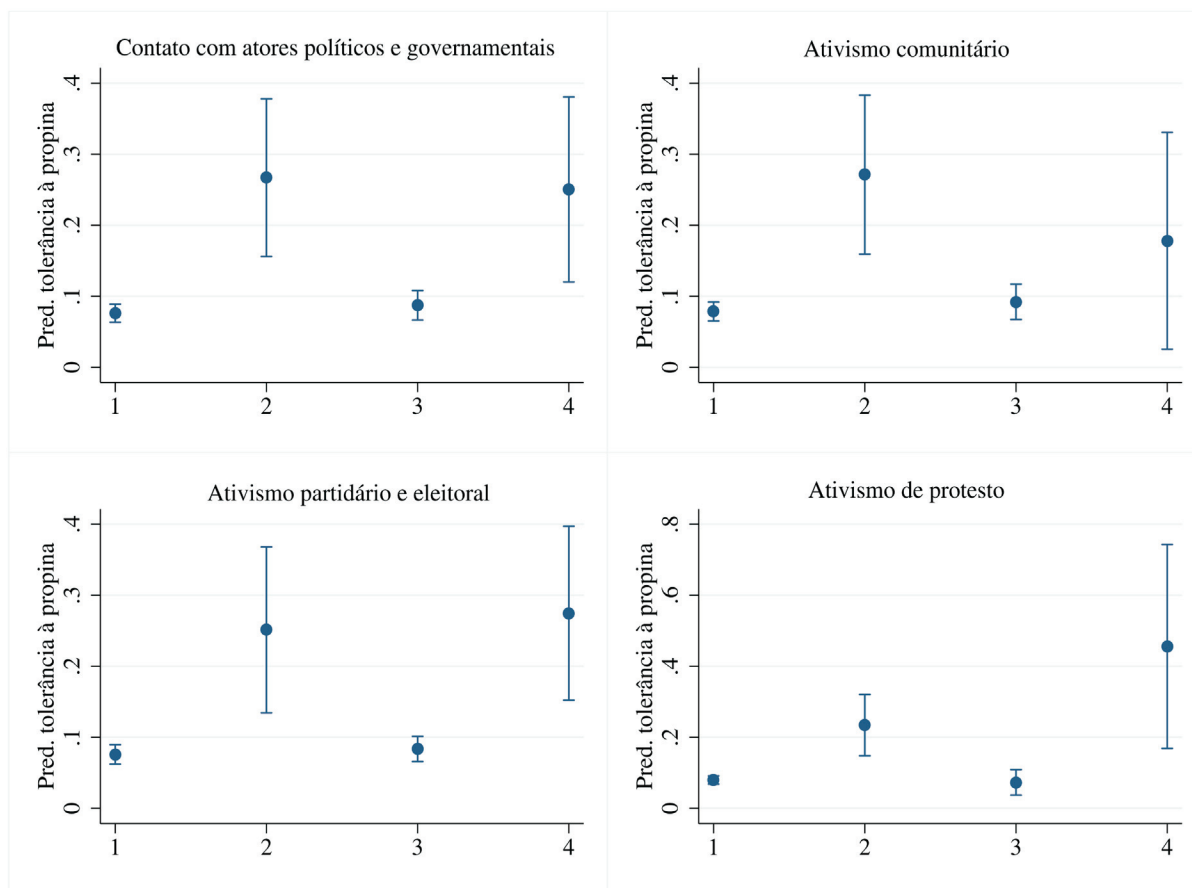 Contato com atores políticos e governamentais
Pred. tolerância à propina
.4
.3
.2
.1
0
1 2 3 4
Ativismo comunitário
Pred. tolerância à propina
.4
.3
.2
.1
0
1 2 3 4
Ativismo partidário e eleitoral
Pred. tolerância à propina
.4
.3
.2
.1
0
1 2 3 4
Ativismo de protesto
Pred. tolerância à propina
.8
.6
.4
.2
0
1 2 3 4